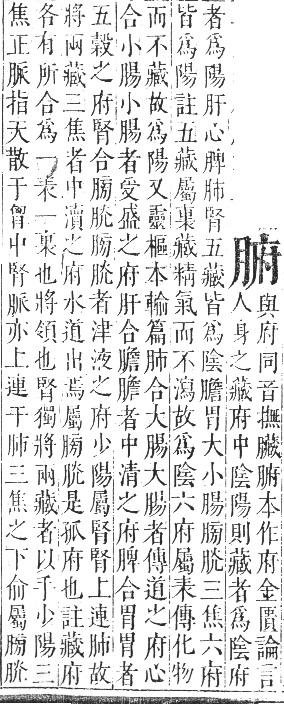 腑
與府同音撫臟腑本作府金匱論言
人身之藏府中陰陽則藏者爲陰府
者爲陽肝心脾肺腎五藏皆爲陰膽胃大小腸膀胱三焦六府
皆爲陽註五藏屬裏藏精氣而不瀉故爲陰六府屬表傳化物
而不藏故爲陽又靈樞本輸篇肺合大腸大腸者傳道之府心
合小腸小腸者受盛之府肝合膽膽者中清之府脾合胃胃者
五穀之府腎合膀胱膀胱者津液之府少陽屬腎腎上連肺故
將兩藏三焦者中瀆之府水道出焉屬膀胱是孤府也註藏府
各有所合爲一表一裏也將領也腎獨將兩藏者以手少陽三
焦正脈指天散于胷中腎脈亦上連于肺三焦之下俞屬膀胱